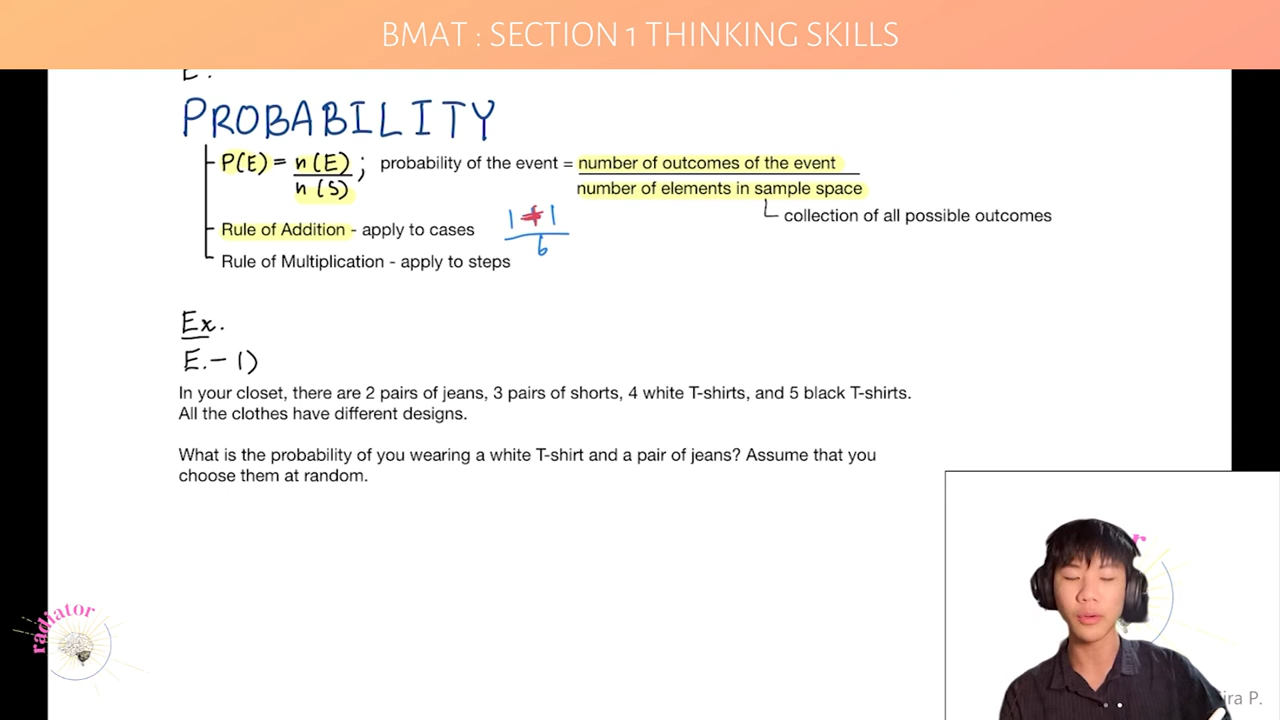 BMAT : SECTION 1 THINKING SKILLS
E.
PROBABILITY
P(E) = n(E) / n(S) ; probability of the event = number of outcomes of the event
number of elements in sample space
collection of all possible outcomes
Rule of Addition - apply to cases
1 + 1
6
Rule of Multiplication - apply to steps
Ex.
E.- 1)
In your closet, there are 2 pairs of jeans, 3 pairs of shorts, 4 white T-shirts, and 5 black T-shirts.
All the clothes have different designs.
What is the probability of you wearing a white T-shirt and a pair of jeans? Assume that you
choose them at random.
radiator
ira P.